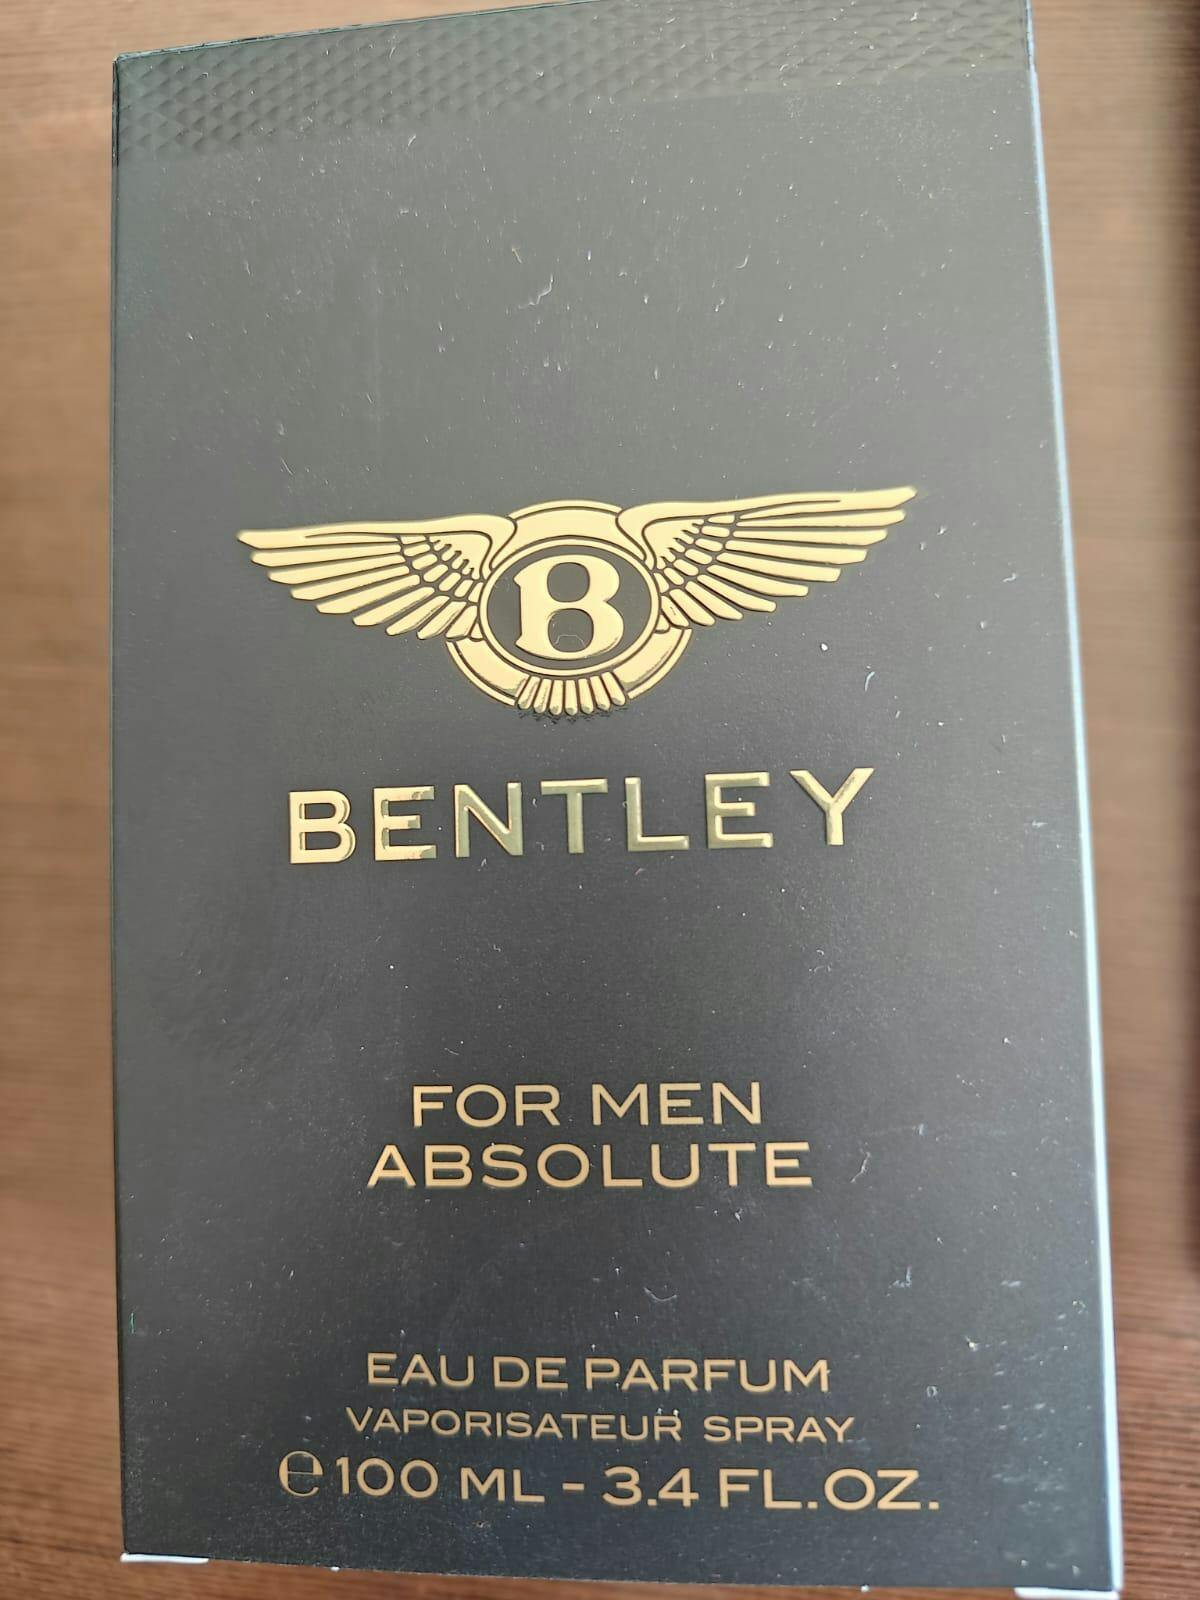 B
BENTLEY
FOR MEN
ABSOLUTE
EAU DE PARFUM
VAPORISATEUR SPRAY
℮100 ML - 3.4 FL.OZ.